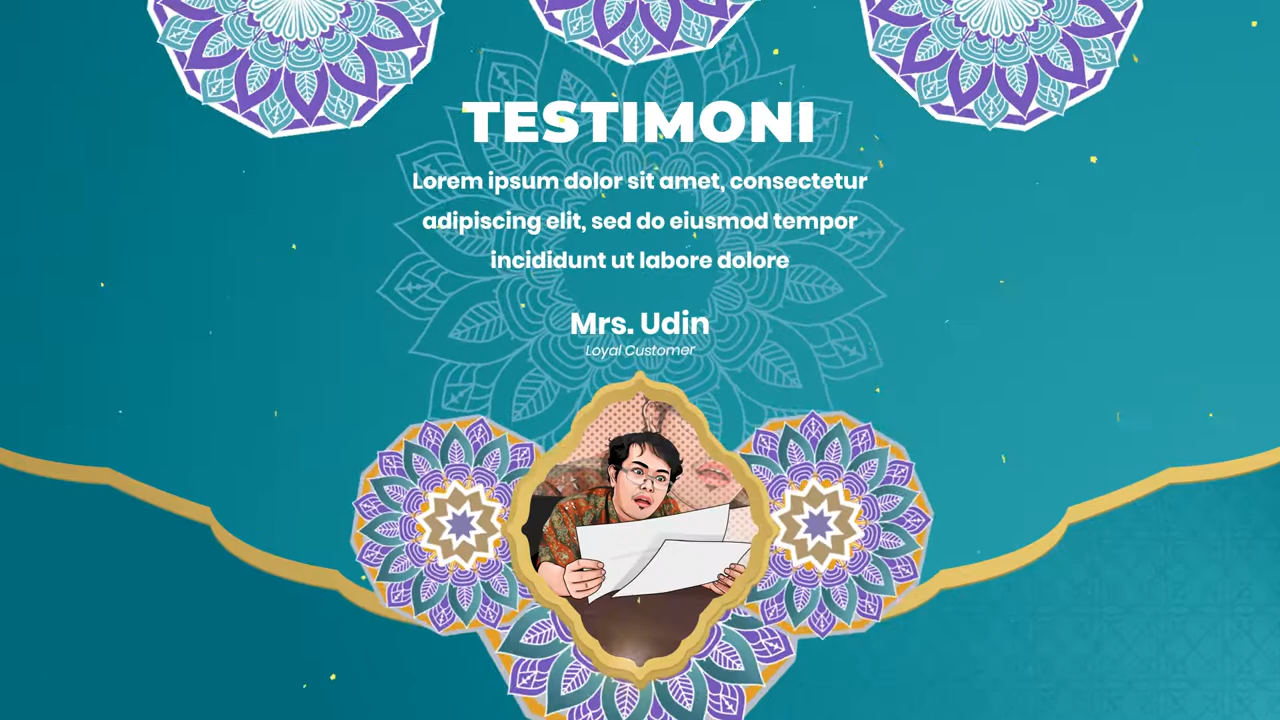 TESTIMONI
Lorem ipsum dolor sit amet, consectetur
adipiscing elit, sed do eiusmod tempor
incididunt ut labore dolore
Mrs. Udin
Loyal Customer